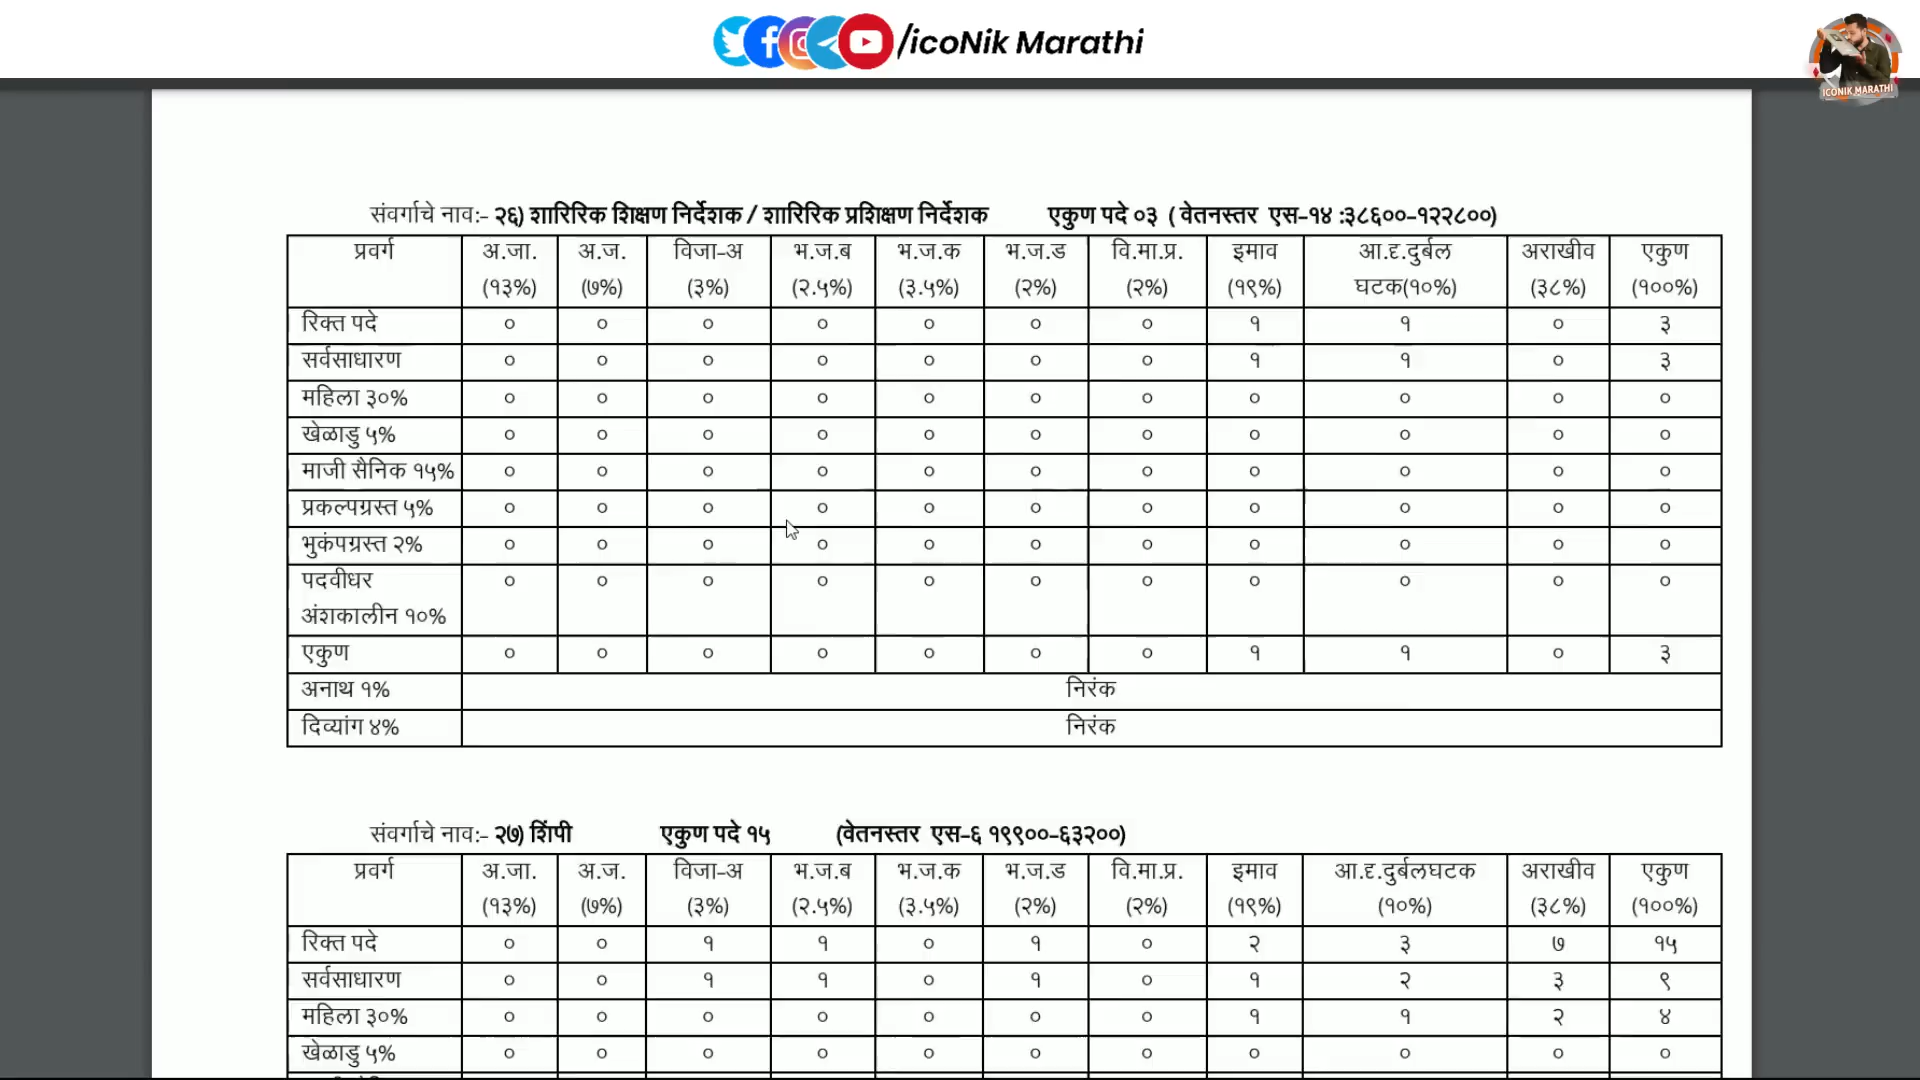 /icoNik Marathi
ICONIK MARATHI
संवर्गाचे नाव:- २६) शारिरिक शिक्षण निर्देशक / शारिरिक प्रशिक्षण निर्देशक एकुण पदे ०३ ( वेतनस्तर एस-१४ :३८६००-१२२८००)
प्रवर्ग अ.जा. अ.ज. विजा-अ भ.ज.ब भ.ज.क भ.ज.ड वि.मा.प्र. इमाव आ.दृ.दुर्बल अराखीव एकुण
(१३%) (७%) (३%) (२.५%) (३.५%) (२%) (२%) (१९%) घटक(१०%) (३८%) (१००%)
रिक्त पदे ० ० ० ० ० ० ० १ १ ० ३
सर्वसाधारण ० ० ० ० ० ० ० १ १ ० ३
महिला ३०% ० ० ० ० ० ० ० ० ० ० ०
खेळाडु ५% ० ० ० ० ० ० ० ० ० ० ०
माजी सैनिक १५% ० ० ० ० ० ० ० ० ० ० ०
प्रकल्पग्रस्त ५% ० ० ० ० ० ० ० ० ० ० ०
भुकंपग्रस्त २% ० ० ० ० ० ० ० ० ० ० ०
पदवीधर ० ० ० ० ० ० ० ० ० ० ०
अंशकालीन १०%
एकुण ० ० ० ० ० ० ० १ १ ० ३
अनाथ १% निरंक
दिव्यांग ४% निरंक
संवर्गाचे नाव:- २७) शिंपी एकुण पदे १५ (वेतनस्तर एस-६ १९९००-६३२००)
प्रवर्ग अ.जा. अ.ज. विजा-अ भ.ज.ब भ.ज.क भ.ज.ड वि.मा.प्र. इमाव आ.दृ.दुर्बलघटक अराखीव एकुण
(१३%) (७%) (३%) (२.५%) (३.५%) (२%) (२%) (१९%) (१०%) (३८%) (१००%)
रिक्त पदे ० ० १ १ ० १ ० २ ३ ७ १५
सर्वसाधारण ० ० १ १ ० १ ० १ २ ३ ९
महिला ३०% ० ० ० ० ० ० ० १ १ २ ४
खेळाडु ५% ० ० ० ० ० ० ० ० ० ० ०